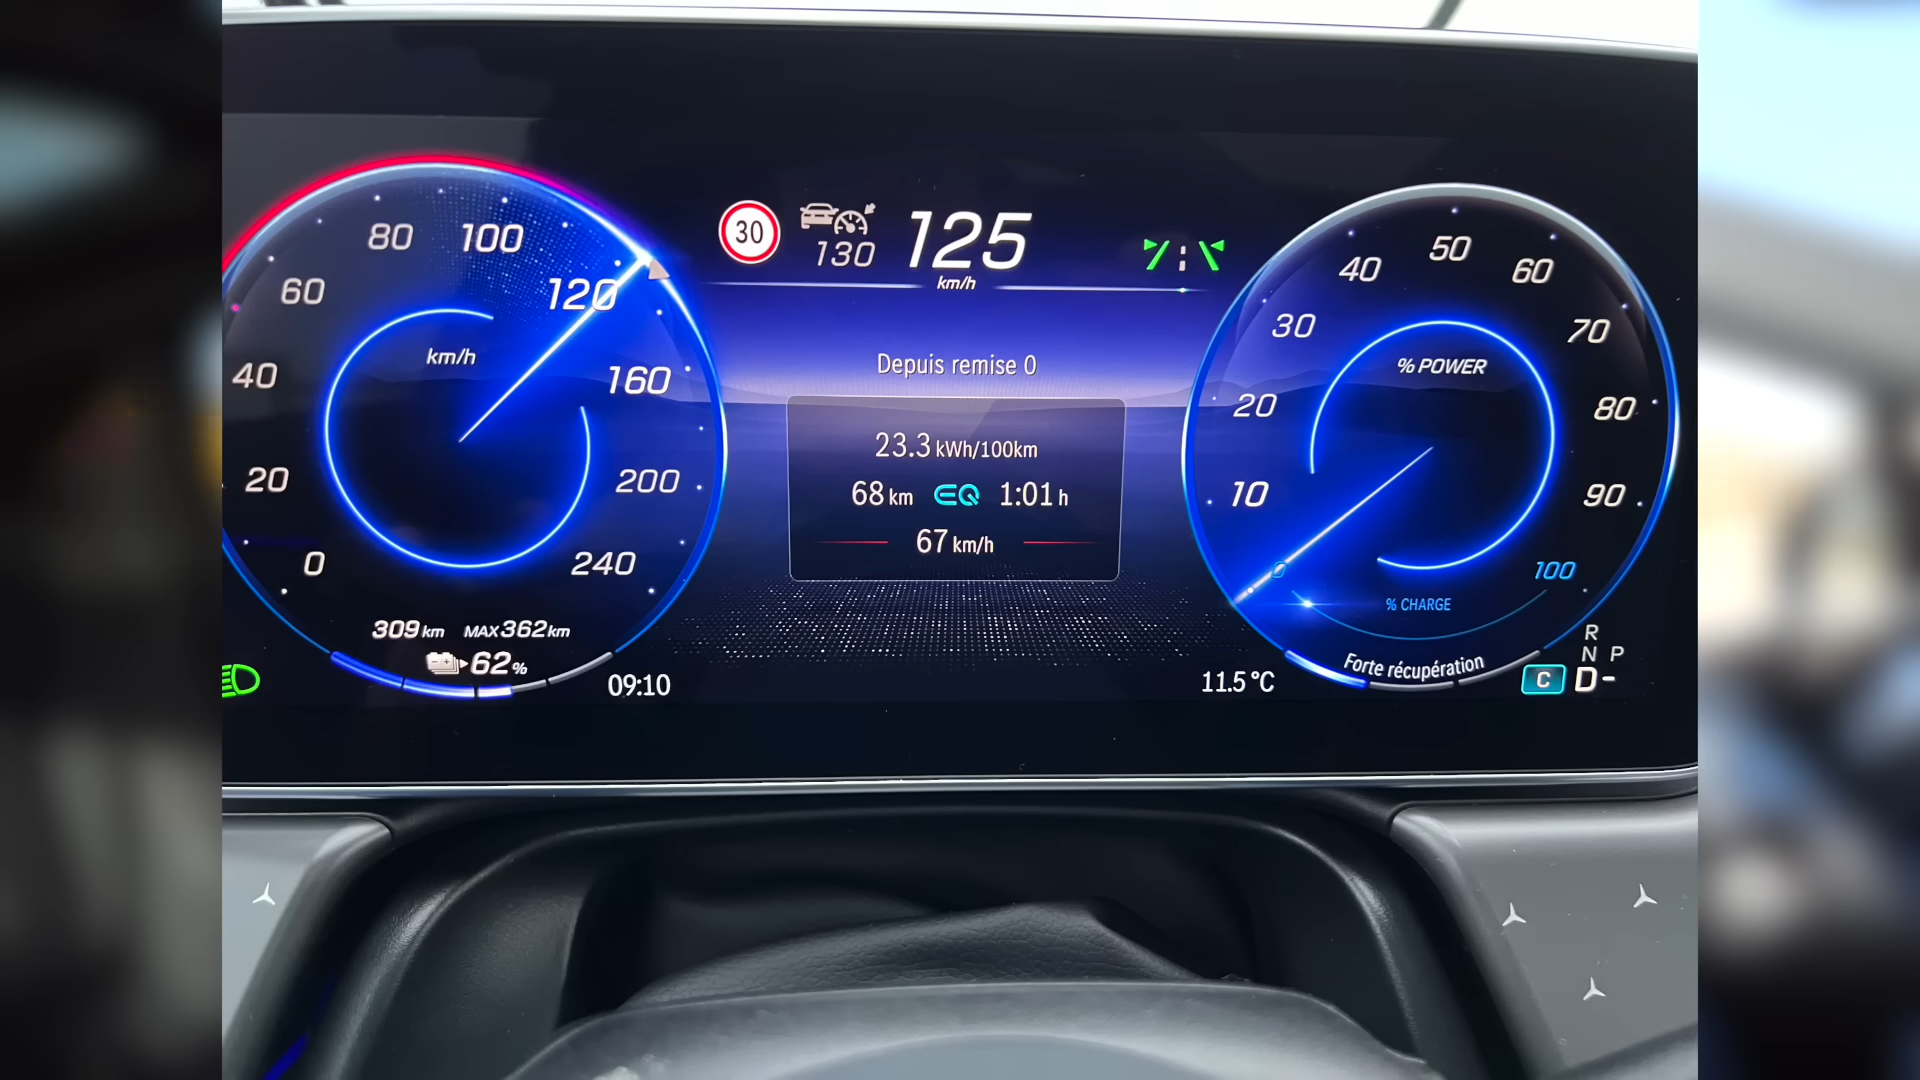 30
130
125
km/h
0
20
40
60
80
100
120
160
200
240
km/h
309 km MAX 362 km
62 %
09:10
Depuis remise 0
23.3 kWh/100km
68 km EQ 1:01 h
67 km/h
0
10
20
30
40
50
60
70
80
90
100
% POWER
% CHARGE
Forte récupération
11.5 °C
R
N P
C D-